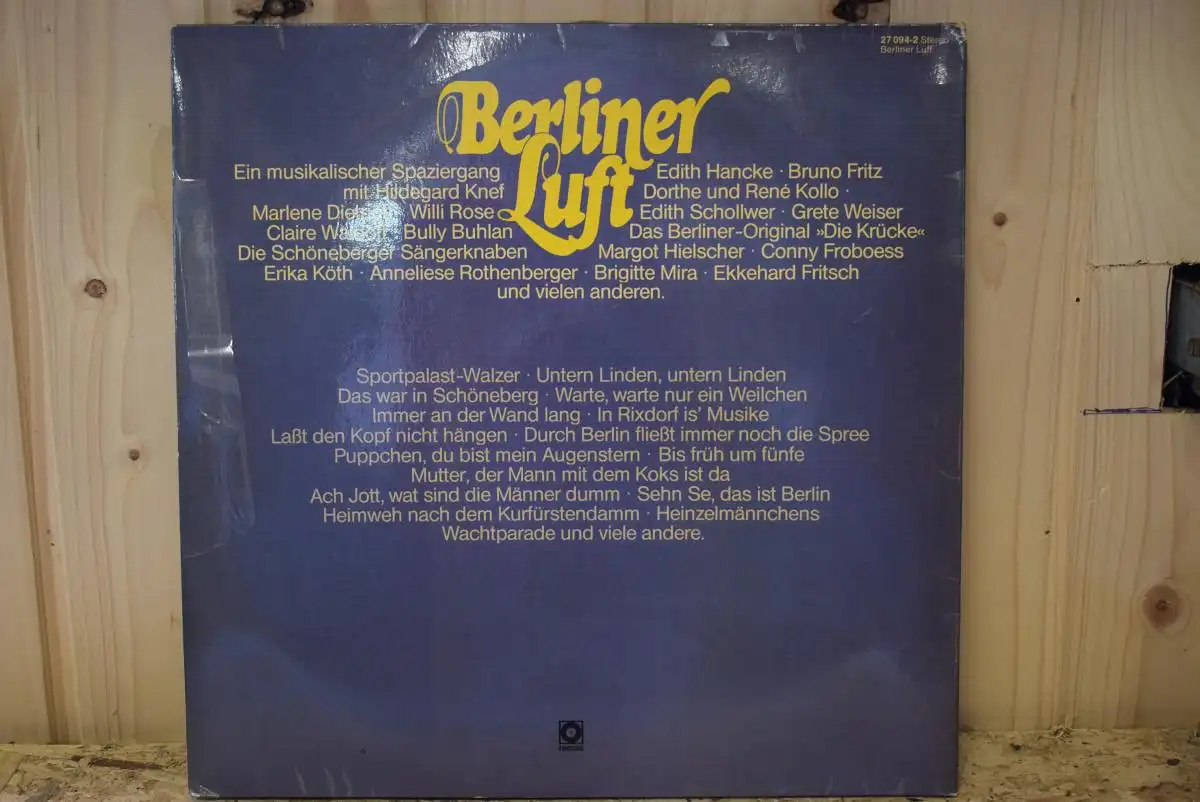 27 094-2 Stereo
Berliner Luft
Berliner
Luft
Ein musikalischer Spaziergang
mit Hildegard Knef
Marlene · Willi Rose
Claire · Bully Buhlan
Die Schöneberger Sängerknaben
Edith Hancke · Bruno Fritz
Dorthe und René Kollo ·
Edith Schollwer · Grete Weiser
Das Berliner-Original »Die Krücke«
Margot Hielscher · Conny Froboess
Erika Köth · Anneliese Rothenberger · Brigitte Mira · Ekkehard Fritsch
und vielen anderen.
Sportpalast-Walzer · Untern Linden, untern Linden
Das war in Schöneberg · Warte, warte nur ein Weilchen
Immer an der Wand lang · In Rixdorf is' Musike
Laßt den Kopf nicht hängen · Durch Berlin fließt immer noch die Spree
Puppchen, du bist mein Augenstern · Bis früh um fünfe
Mutter, der Mann mit dem Koks ist da
Ach Jott, wat sind die Männer dumm · Sehn Se, das ist Berlin
Heimweh nach dem Kurfürstendamm · Heinzelmännchens
Wachtparade und viele andere.